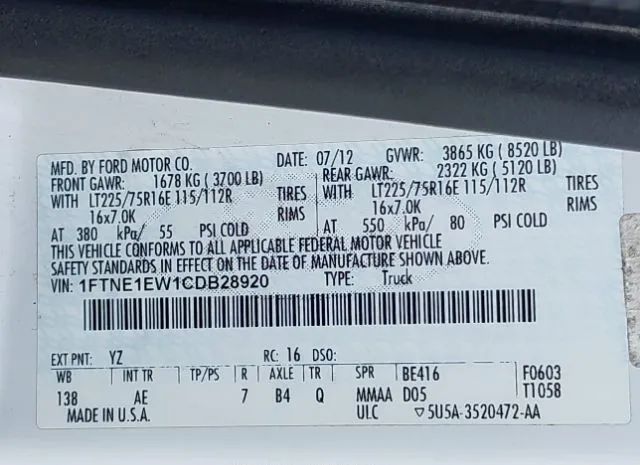 MFD. BY FORD MOTOR CO. DATE: 07/12 GVWR: 3865 KG ( 8520 LB)
FRONT GAWR: 1678 KG ( 3700 LB) REAR GAWR: 2322 KG ( 5120 LB)
WITH LT225/75R16E 115/112R TIRES WITH LT225/75R16E 115/112R TIRES
16x7.0K RIMS 16x7.0K RIMS
AT 380 kPa/ 55 PSI COLD AT 550 kPa/ 80 PSI COLD
THIS VEHICLE CONFORMS TO ALL APPLICABLE FEDERAL MOTOR VEHICLE
SAFETY STANDARDS IN EFFECT ON THE DATE OF MANUFACTURE SHOWN ABOVE.
VIN: 1FTNE1EW1CDB28920 TYPE: Truck
EXT PNT: YZ RC: 16 DSO:
WB INT TR TP/PS R AXLE TR SPR BE416 F0603
138 AE 7 B4 Q MMAA D05 T1058
MADE IN U.S.A. ULC ▽5U5A-3520472-AA